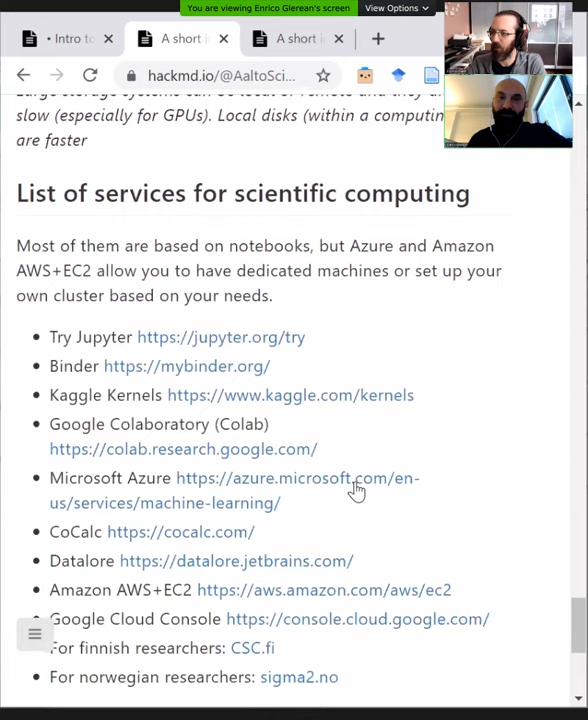 You are viewing Enrico Glerean's screen View Options
• Intro to
A short i
A short i
hackmd.io/@AaltoSci...
Large storage systems can be local or remote and they
slow (especially for GPUs). Local disks (within a computin
are faster
List of services for scientific computing
Most of them are based on notebooks, but Azure and Amazon
AWS+EC2 allow you to have dedicated machines or set up your
own cluster based on your needs.
• Try Jupyter https://jupyter.org/try
• Binder https://mybinder.org/
• Kaggle Kernels https://www.kaggle.com/kernels
• Google Colaboratory (Colab)
https://colab.research.google.com/
• Microsoft Azure https://azure.microsoft.com/en-
us/services/machine-learning/
• CoCalc https://cocalc.com/
• Datalore https://datalore.jetbrains.com/
• Amazon AWS+EC2 https://aws.amazon.com/aws/ec2
• Google Cloud Console https://console.cloud.google.com/
For finnish researchers: CSC.fi
• For norwegian researchers: sigma2.no